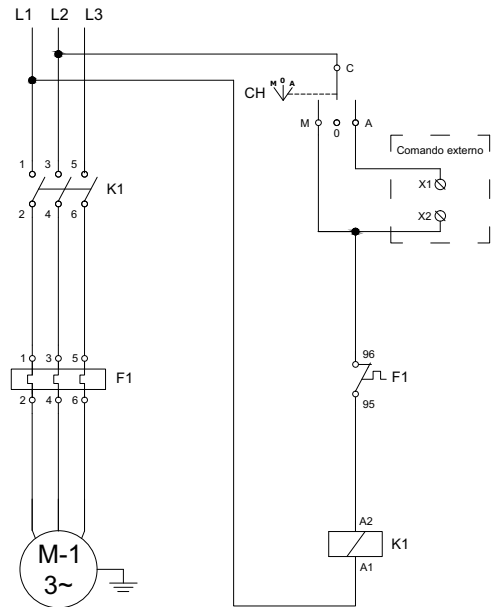 L1 L2 L3
C
CH M 0 A
M 0 A
Comando externo
X1
X2
1 3 5
K1
2 4 6
96
F1
95
1 3 5
F1
2 4 6
A2
K1
A1
M-1
3~